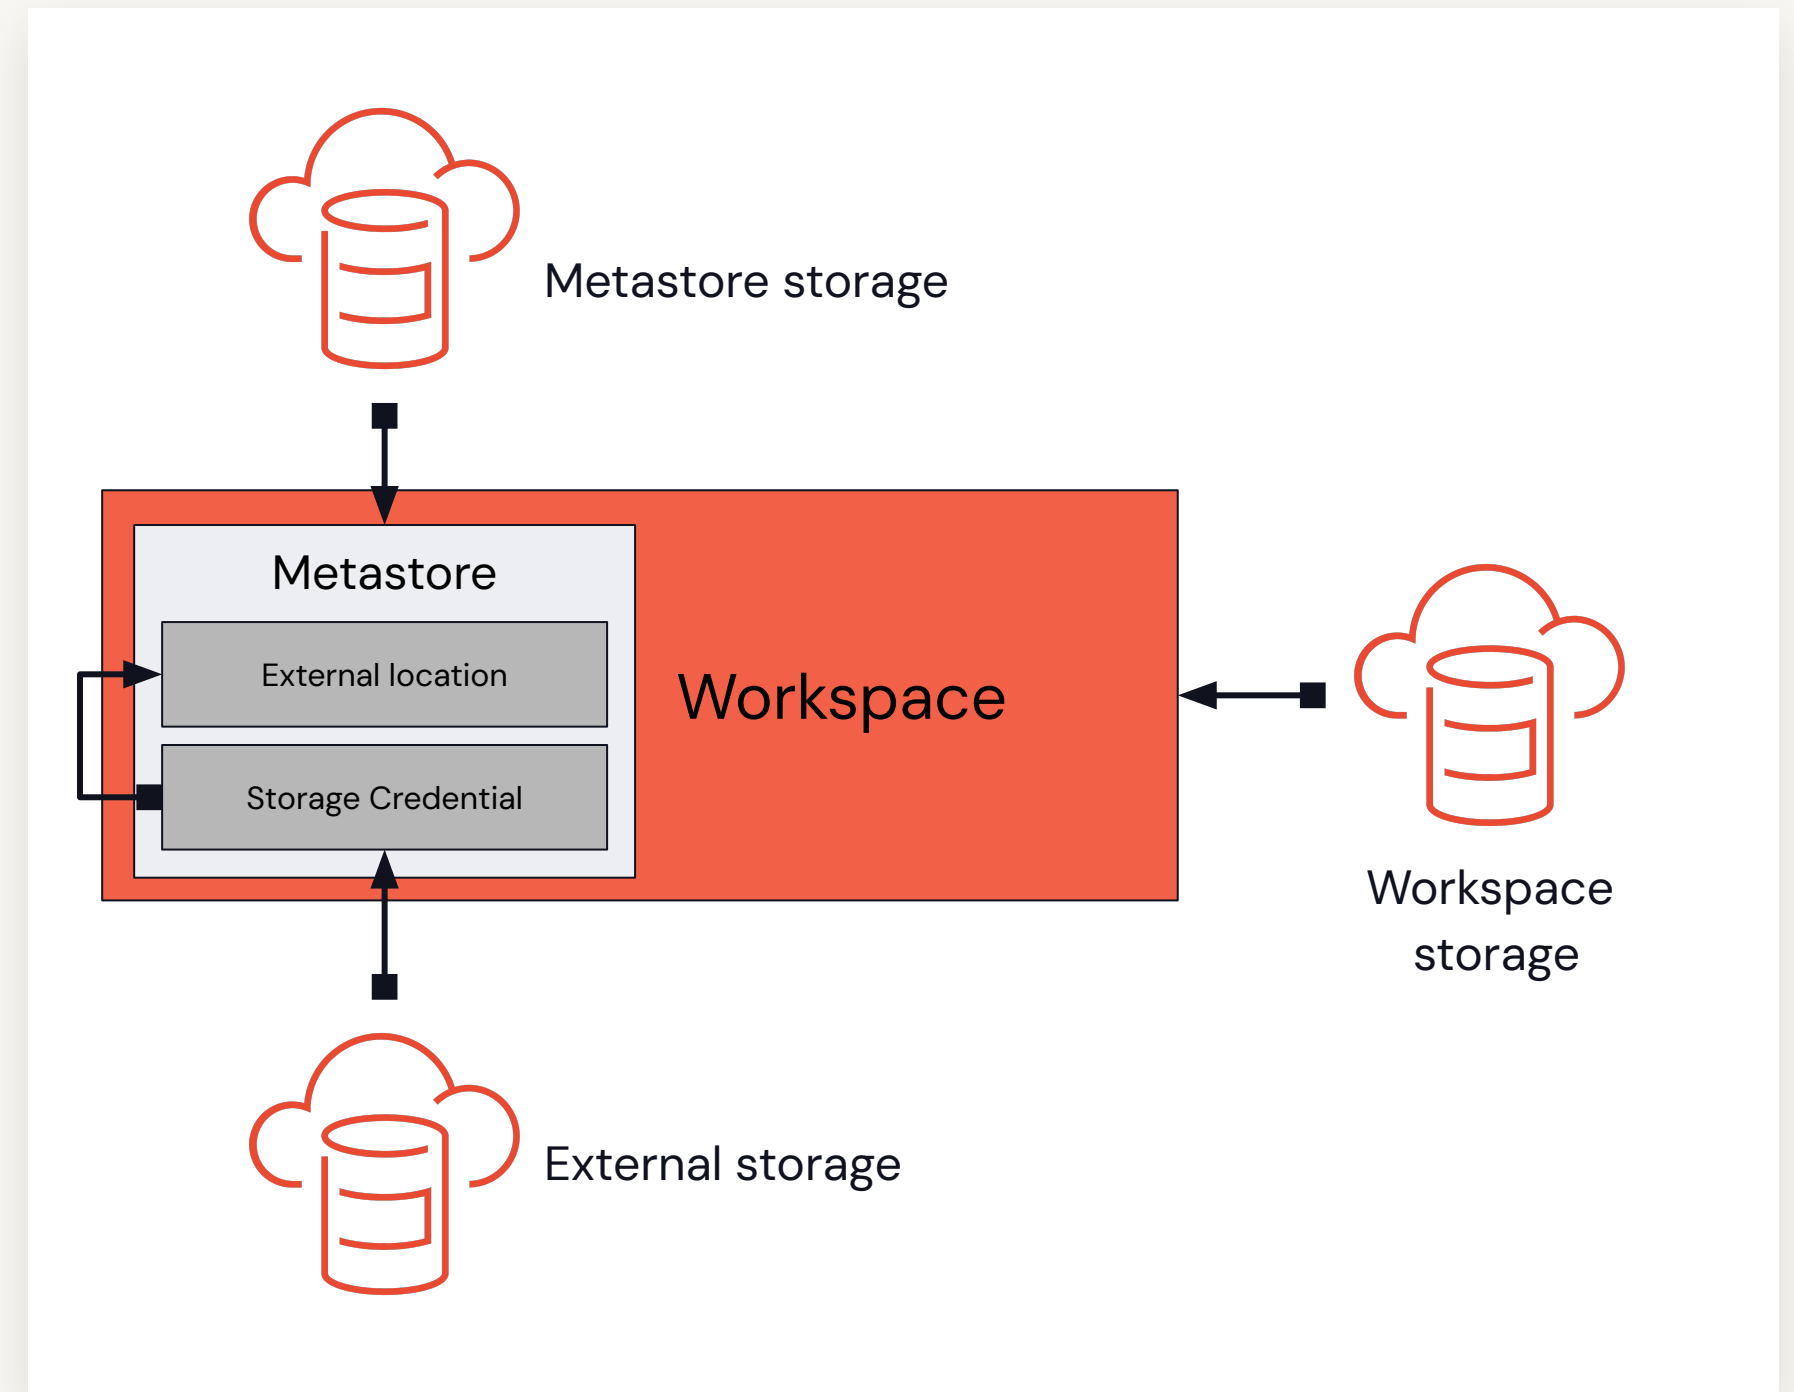 Metastore storage
Metastore
External location
Storage Credential
Workspace
Workspace
storage
External storage